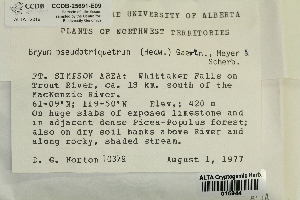 CCDB-25691-E09
THE UNIVERSITY OF ALBERTA
PLANTS OF NORTHWEST TERRITORIES
Bryum pseudotriquetrum (Hedw.) Gaertn., Meyer & Scherb.
FT. SIMPSON AREA: Whittaker Falls on
Trout River, ca. 13 km. south of the
MacKenzie River.
61-09'N; 119-50'W Elev.; 420 m
On huge slabs of exposed limestone and
in adjacent dense Picea-Populus forest;
also on dry soil banks above River and
along rocky, shaded stream.
D. G. Horton 10379 August 1, 1977
ALTA Cryptogamic Herb.